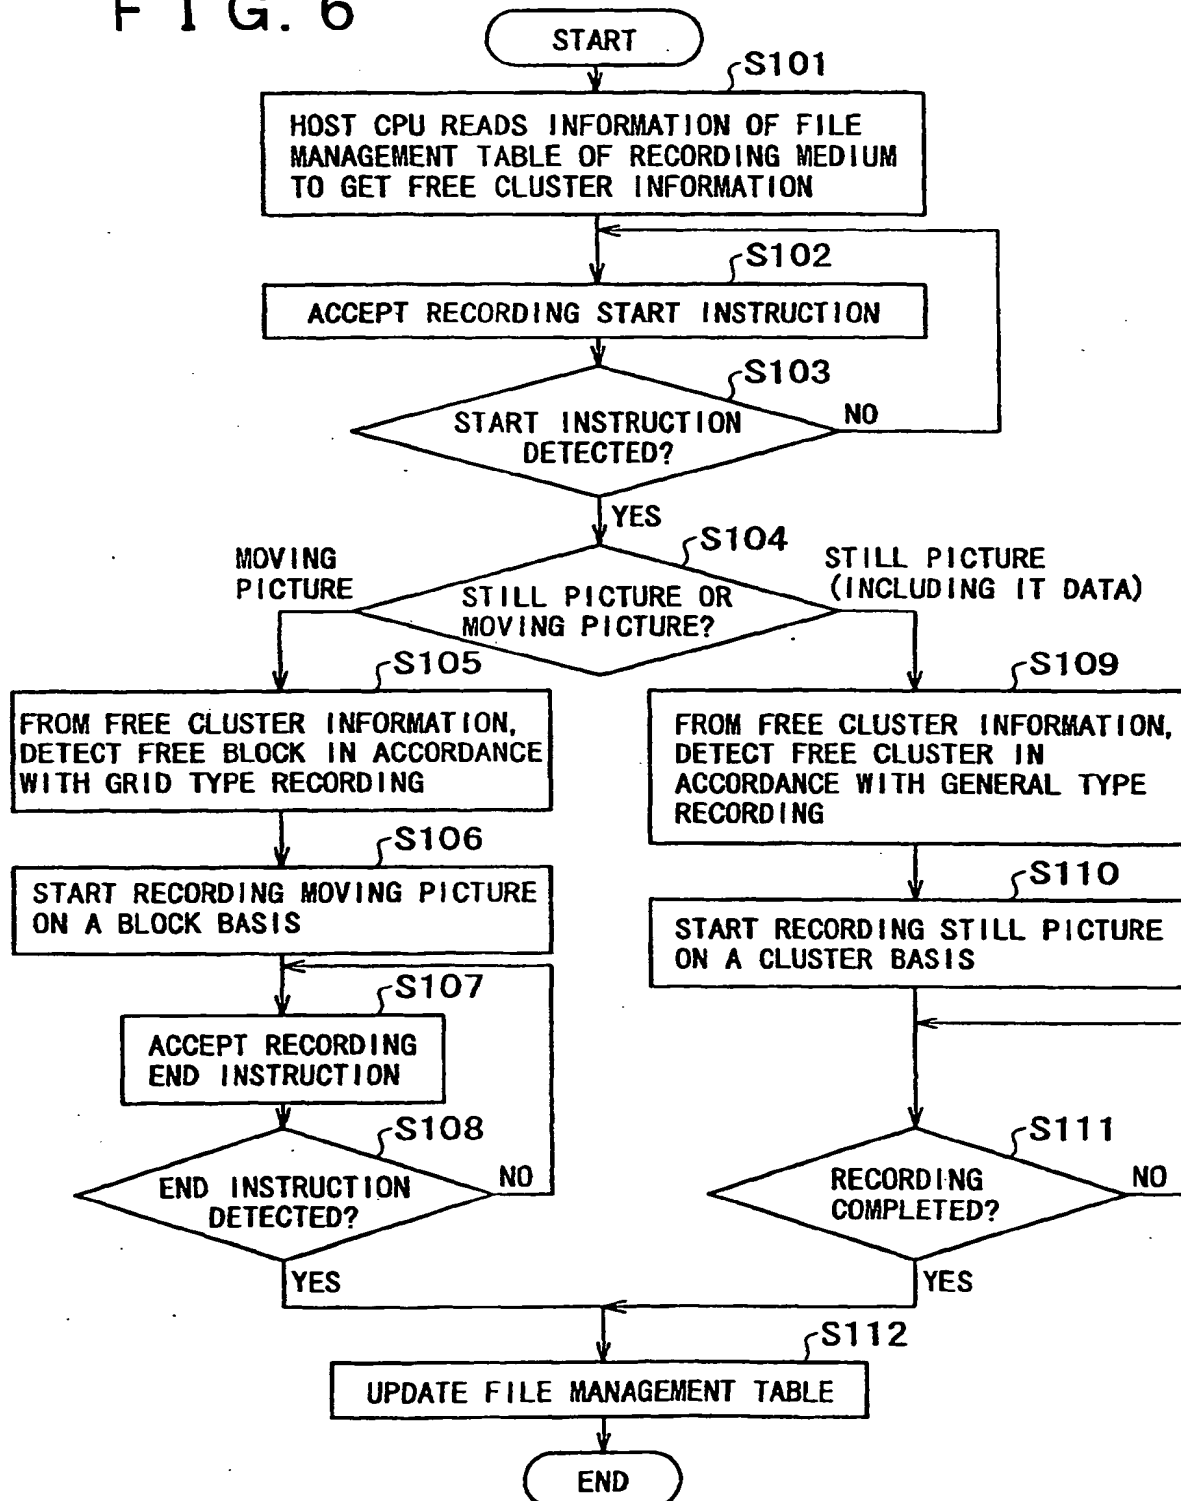 FIG. 6
START
S101
HOST CPU READS INFORMATION OF FILE
MANAGEMENT TABLE OF RECORDING MEDIUM
TO GET FREE CLUSTER INFORMATION
S102
ACCEPT RECORDING START INSTRUCTION
S103
START INSTRUCTION
DETECTED?
NO
YES
S104
STILL PICTURE OR
MOVING PICTURE?
MOVING
PICTURE
STILL PICTURE
(INCLUDING IT DATA)
S105
FROM FREE CLUSTER INFORMATION,
DETECT FREE BLOCK IN ACCORDANCE
WITH GRID TYPE RECORDING
S106
START RECORDING MOVING PICTURE
ON A BLOCK BASIS
S107
ACCEPT RECORDING
END INSTRUCTION
S108
END INSTRUCTION
DETECTED?
NO
YES
S109
FROM FREE CLUSTER INFORMATION,
DETECT FREE CLUSTER IN
ACCORDANCE WITH GENERAL TYPE
RECORDING
S110
START RECORDING STILL PICTURE
ON A CLUSTER BASIS
S111
RECORDING
COMPLETED?
NO
YES
S112
UPDATE FILE MANAGEMENT TABLE
END